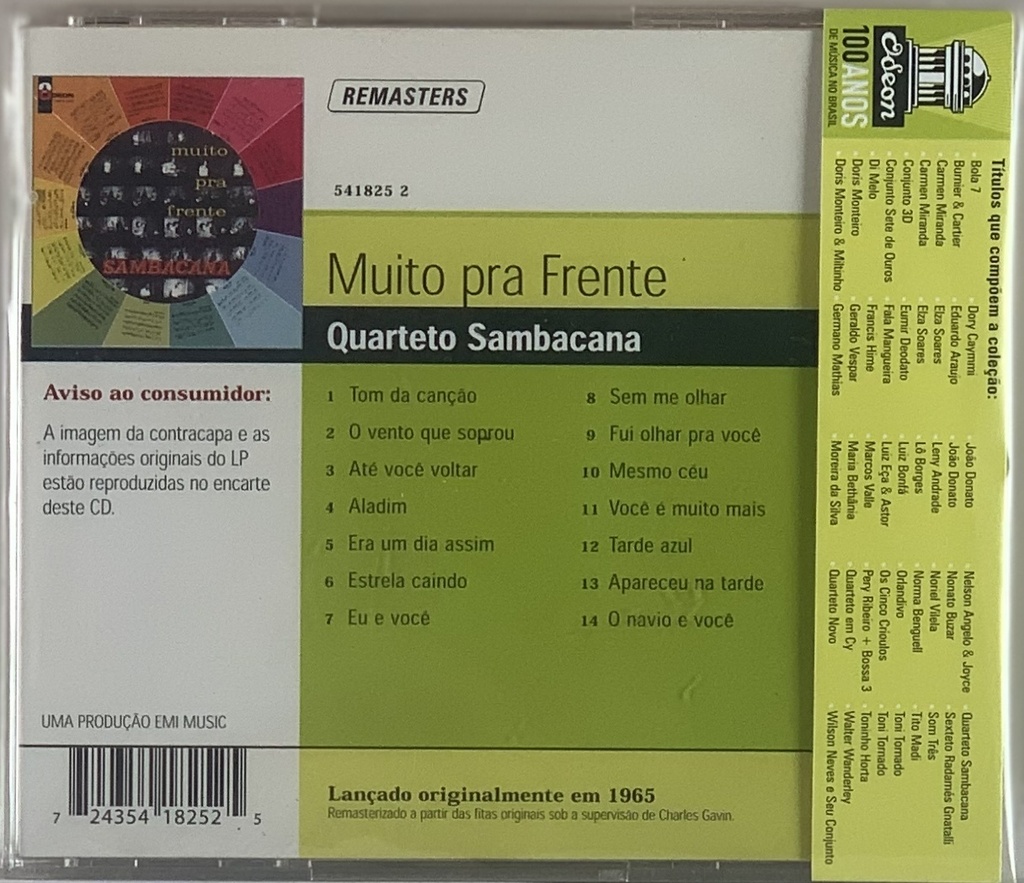 muito
pra
frente
SAMBACANA
REMASTERS
541825 2
Muito pra Frente
Quarteto Sambacana
Aviso ao consumidor:
A imagem da contracapa e as
informações originais do LP
estão reproduzidas no encarte
deste CD.
1 Tom da canção
2 O vento que soprou
3 Até você voltar
4 Aladim
5 Era um dia assim
6 Estrela caindo
7 Eu e você
8 Sem me olhar
9 Fui olhar pra você
10 Mesmo céu
11 Você é muito mais
12 Tarde azul
13 Apareceu na tarde
14 O navio e você
UMA PRODUÇÃO EMI MUSIC
7 24354 18252 5
Lançado originalmente em 1965
Remasterizado a partir das fitas originais sob a supervisão de Charles Gavin.
Odeon
100 ANOS
DE MÚSICA NO BRASIL
Títulos que compõem a coleção:
Bola 7
Burnier & Cartier
Carmen Miranda
Carmen Miranda
Conjunto 3D
Conjunto Sete de Ouros
Di Melo
Doris Monteiro
Doris Monteiro & Miltinho
Dory Caymmi
Eduardo Araujo
Elza Soares
Elza Soares
Eumir Deodato
Fala Mangueira
Francis Hime
Geraldo Vespar
Germano Mathias
João Donato
João Donato
Leny Andrade
Lô Borges
Luiz Bonfá
Luiz Eça & Astor
Marcos Valle
Maria Bethânia
Moreira da Silva
Nelson Angelo & Joyce
Nonato Buzar
Noriel Vilela
Norma Benguell
Orlandivo
Os Cinco Crioulos
Pery Ribeiro + Bossa 3
Quarteto em Cy
Quarteto Novo
Quarteto Sambacana
Sexteto Radamés Gnatalli
Som Três
Tito Madi
Toni Tornado
Toni Tornado
Toninho Horta
Walter Wanderley
Wilson Neves e Seu Conjunto